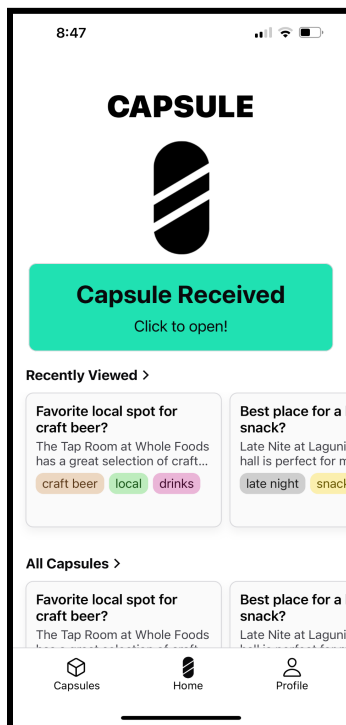 8:47
CAPSULE
Capsule Received
Click to open!
Recently Viewed >
Favorite local spot for
craft beer?
The Tap Room at Whole Foods
has a great selection of craft...
craft beer local drinks
Best place for a
snack?
Late Nite at Laguni
hall is perfect for m
late night snack
All Capsules >
Favorite local spot for
craft beer?
The Tap Room at Whole Foods
Best place for a
snack?
Late Nite at Laguni
Capsules Home Profile